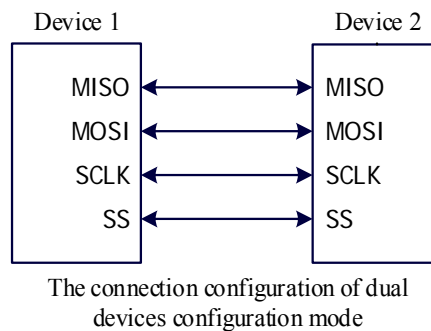 Device 1
Device 2
MISO
MISO
MOSI
MOSI
SCLK
SCLK
SS
SS
The connection configuration of dual
devices configuration mode